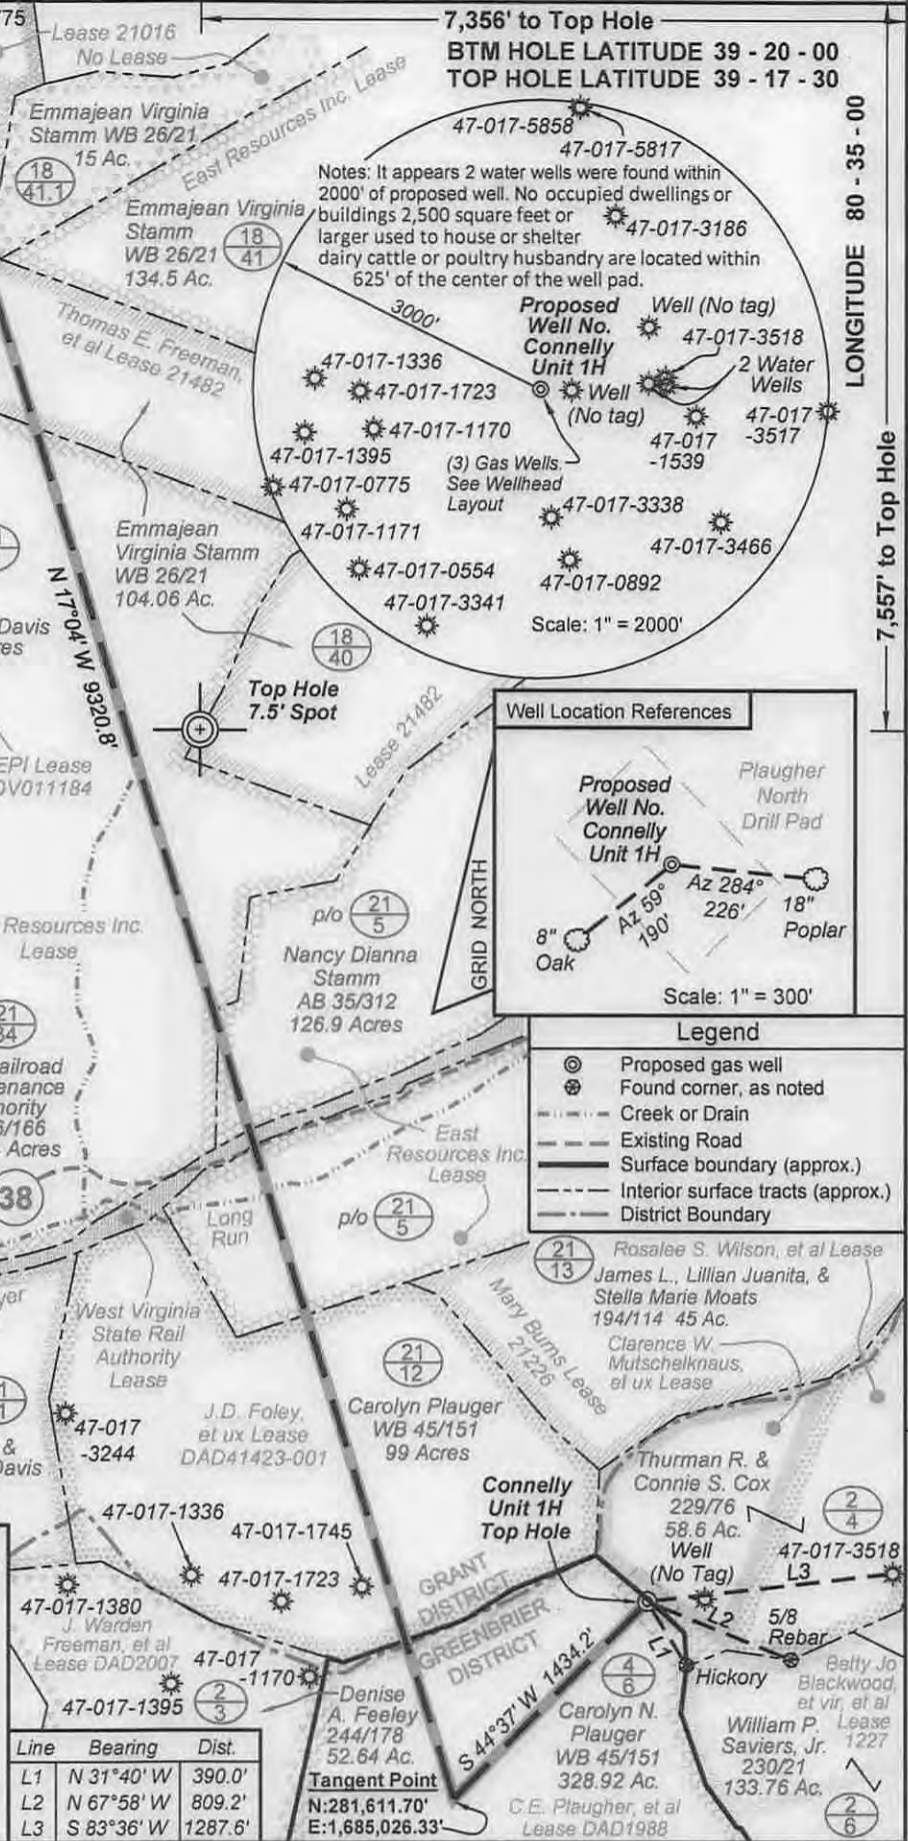 775
7,356' to Top Hole
BTM HOLE LATITUDE 39 - 20 - 00
TOP HOLE LATITUDE 39 - 17 - 30
LONGITUDE 80 - 35 - 00
7,557' to Top Hole
Lease 21016
No Lease
Emmajean Virginia
Stamm WB 26/21
15 Ac.
18
41.1
East Resources Inc. Lease
Emmajean Virginia
Stamm
WB 26/21
134.5 Ac.
18
41
Thomas E. Freeman,
et al Lease 21482
47-017-5858
47-017-5817
Notes: It appears 2 water wells were found within
2000' of proposed well. No occupied dwellings or
buildings 2,500 square feet or
larger used to house or shelter
dairy cattle or poultry husbandry are located within
625' of the center of the well pad.
47-017-3186
3000'
Proposed
Well No.
Connelly
Unit 1H
Well (No tag)
47-017-3518
2 Water
Wells
Well
(No tag)
47-017-1336
47-017-1723
47-017-1170
47-017-1395
47-017-0775
47-017-1171
47-017-0554
47-017-3341
(3) Gas Wells.
See Wellhead
Layout
47-017
-1539
47-017
-3517
47-017-3338
47-017-3466
47-017-0892
Scale: 1" = 2000'
Emmajean
Virginia Stamm
WB 26/21
104.06 Ac.
18
40
N 17°04' W 9320.8'
Davis
es
Top Hole
7.5' Spot
Lease 21482
EPI Lease
OV011184
Well Location References
Proposed
Well No.
Connelly
Unit 1H
Plaugher
North
Drill Pad
Az 284°
226'
18"
Poplar
Az 59°
190'
8"
Oak
Scale: 1" = 300'
GRID NORTH
p/o 21
5
Nancy Dianna
Stamm
AB 35/312
126.9 Acres
Resources Inc.
Lease
21
34
ailroad
enance
hority
6/166
Acres
38
Legend
Proposed gas well
Found corner, as noted
Creek or Drain
Existing Road
Surface boundary (approx.)
Interior surface tracts (approx.)
District Boundary
East
Resources Inc.
Lease
p/o 21
5
Long
Run
yer
West Virginia
State Rail
Authority
Lease
21
13
Rosalee S. Wilson, et al Lease
James L., Lillian Juanita, &
Stella Marie Moats
194/114 45 Ac.
Clarence W.
Mutschelknaus,
et ux Lease
Mary Burns Lease
21226
21
12
Carolyn Plauger
WB 45/151
99 Acres
J.D. Foley,
et ux Lease
DAD41423-001
47-017
-3244
&
Davis
Connelly
Unit 1H
Top Hole
Thurman R. &
Connie S. Cox
229/76
58.6 Ac.
Well
(No Tag)
2
4
47-017-3518
L3
L2
L1
5/8
Rebar
Hickory
47-017-1336
47-017-1745
47-017-1723
47-017-1380
J. Warden
Freeman, et al
Lease DAD2007
47-017-1395
47-017
-1170
2
3
GRANT
DISTRICT
GREENBRIER
DISTRICT
S 44°37' W 1434.2'
Denise
A. Feeley
244/178
52.64 Ac.
4
6
Carolyn N.
Plauger
WB 45/151
328.92 Ac.
C.E. Plaugher, et al
Lease DAD1988
Betty Jo
Blackwood,
et vir, et al
Lease
1227
William P.
Saviers, Jr.
230/21
133.76 Ac.
2
6
Tangent Point
N:281,611.70'
E:1,685,026.33'
Line Bearing Dist.
L1 N 31°40' W 390.0'
L2 N 67°58' W 809.2'
L3 S 83°36' W 1287.6'